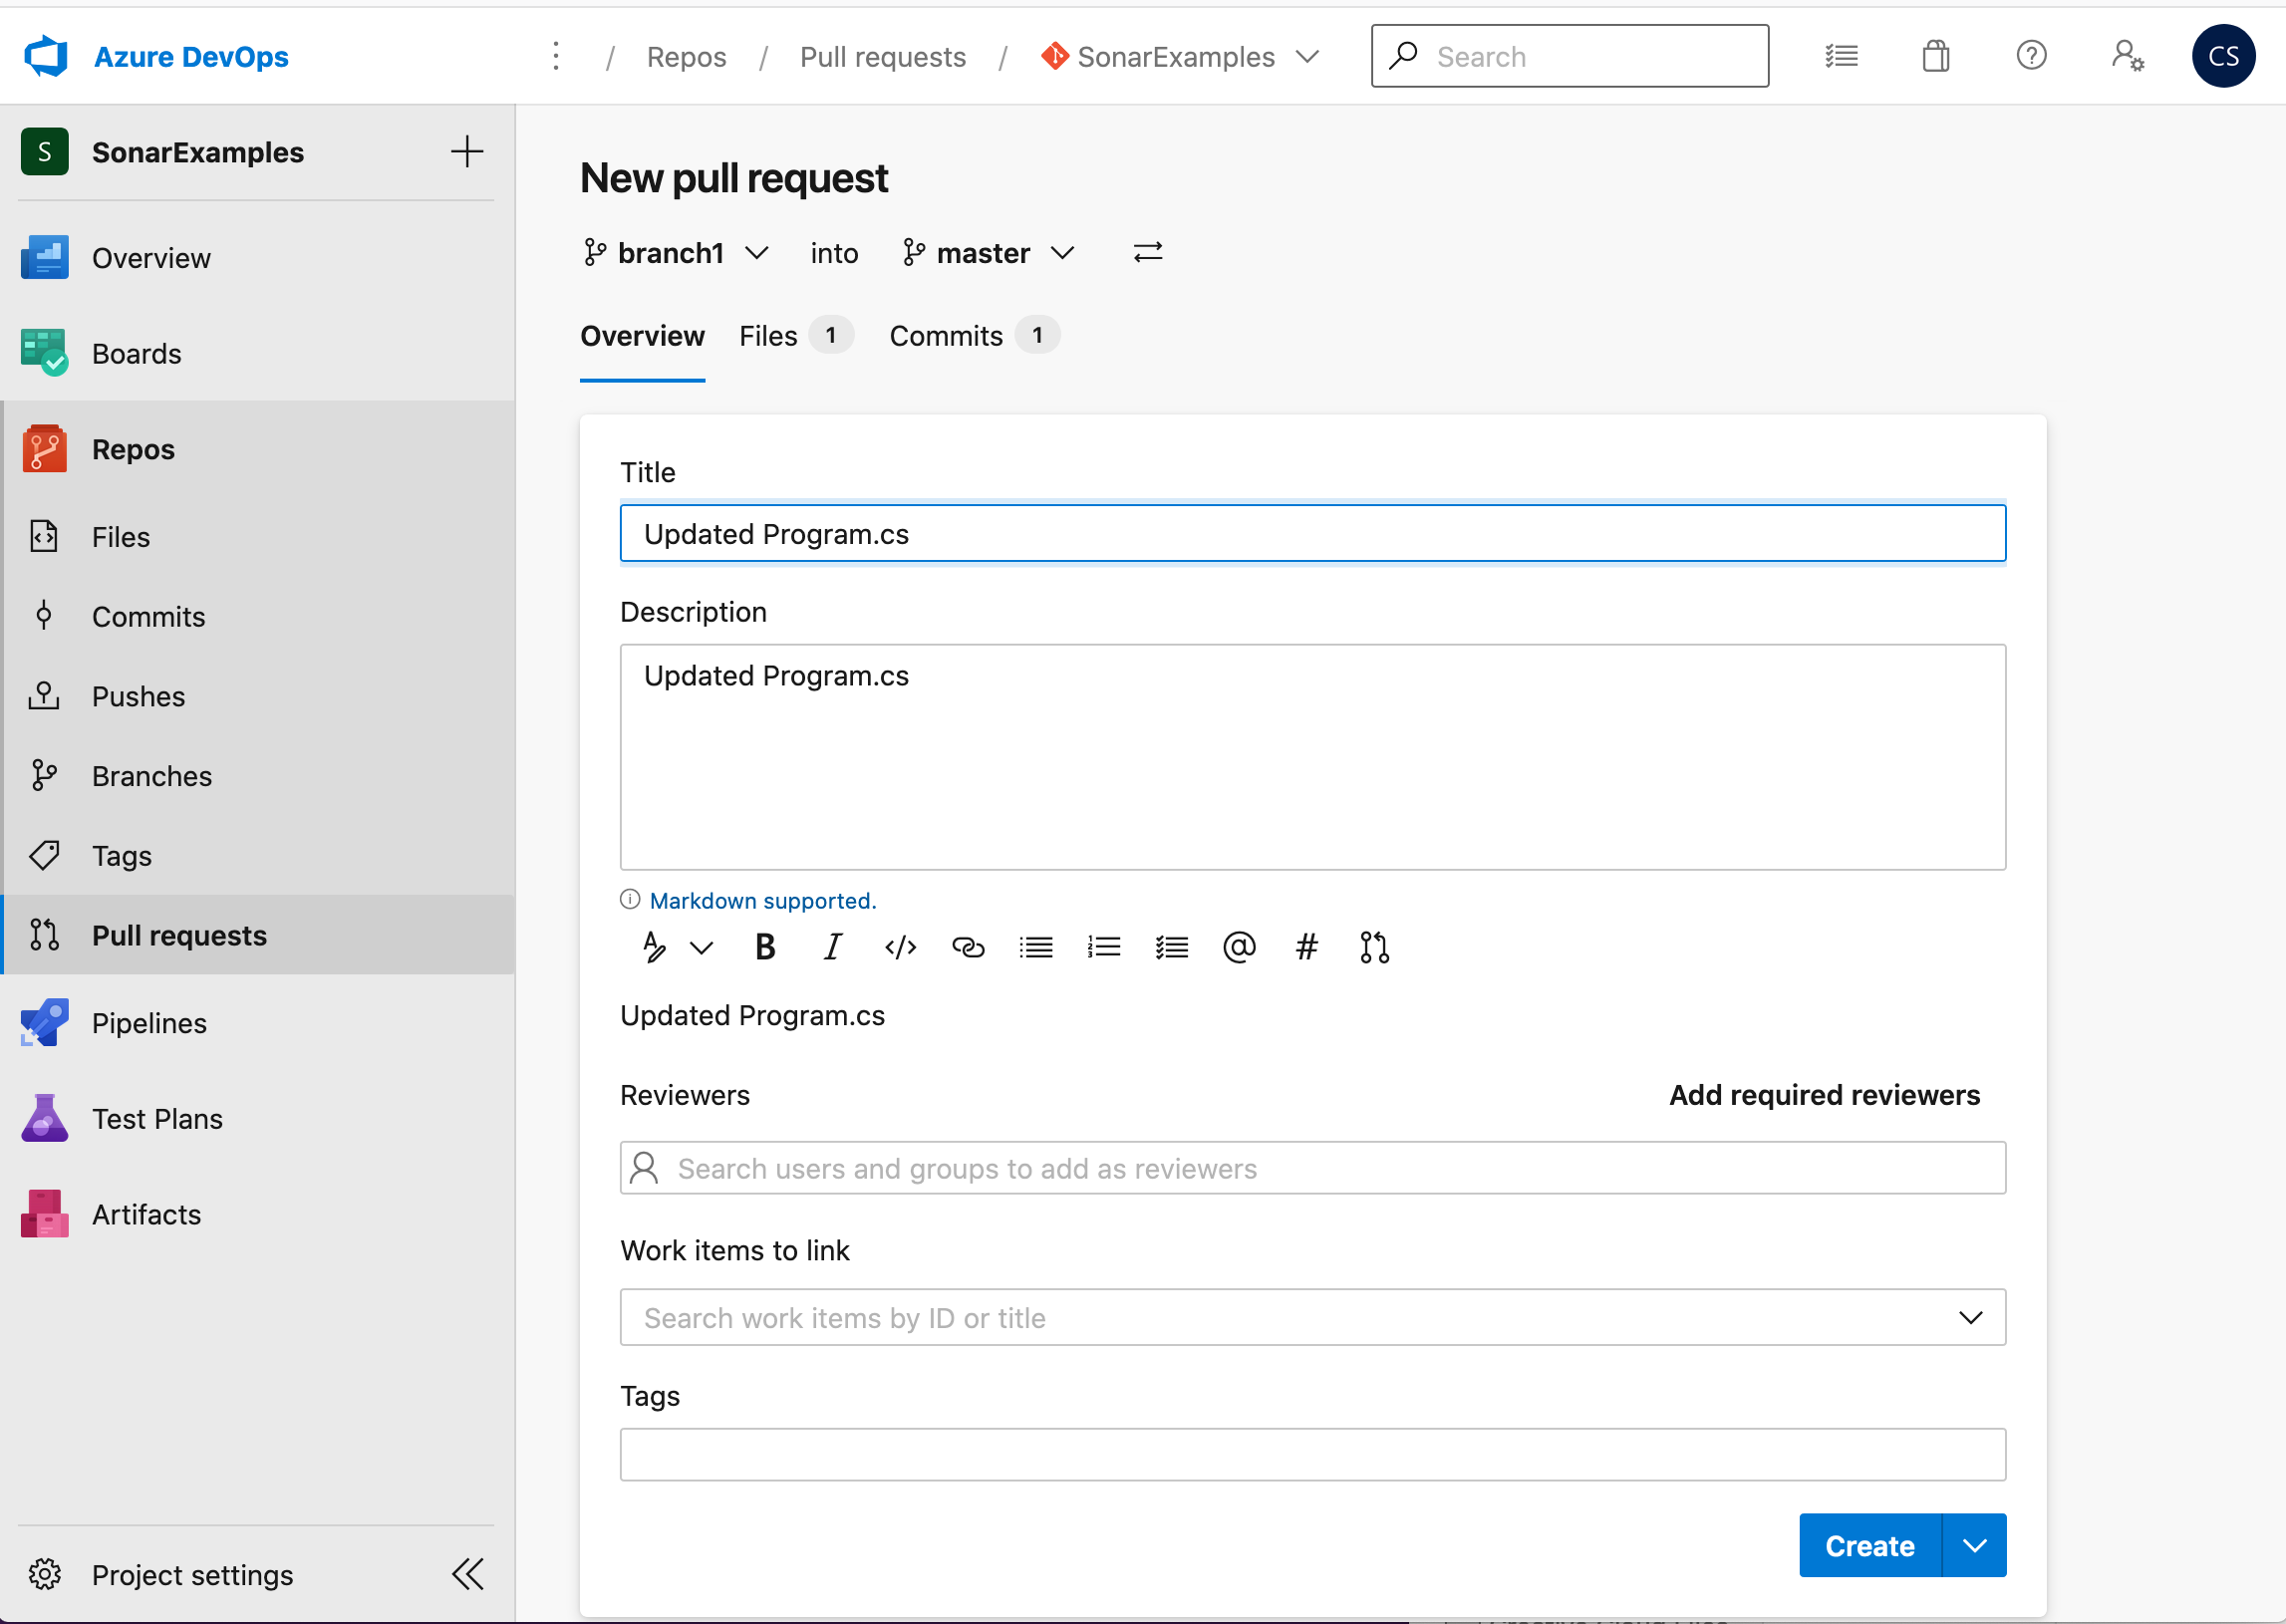 Azure DevOps
/ Repos / Pull requests / SonarExamples
Search
CS
S SonarExamples
Overview
Boards
Repos
Files
Commits
Pushes
Branches
Tags
Pull requests
Pipelines
Test Plans
Artifacts
Project settings
New pull request
branch1 into master
Overview Files 1 Commits 1
Title
Updated Program.cs
Description
Updated Program.cs
Markdown supported.
B I </> @ #
Updated Program.cs
Reviewers Add required reviewers
Search users and groups to add as reviewers
Work items to link
Search work items by ID or title
Tags
Create